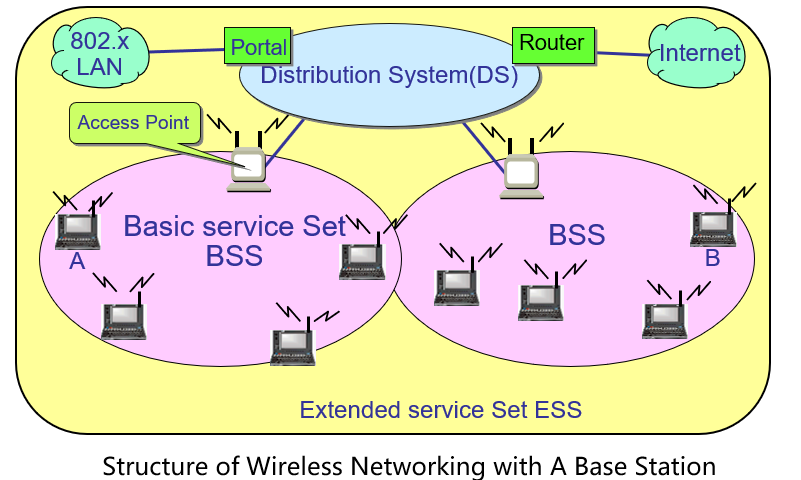 802.x
LAN
Portal
Router
Internet
Distribution System(DS)
Access Point
Basic service Set
BSS
BSS
A
B
Extended service Set ESS
Structure of Wireless Networking with A Base Station